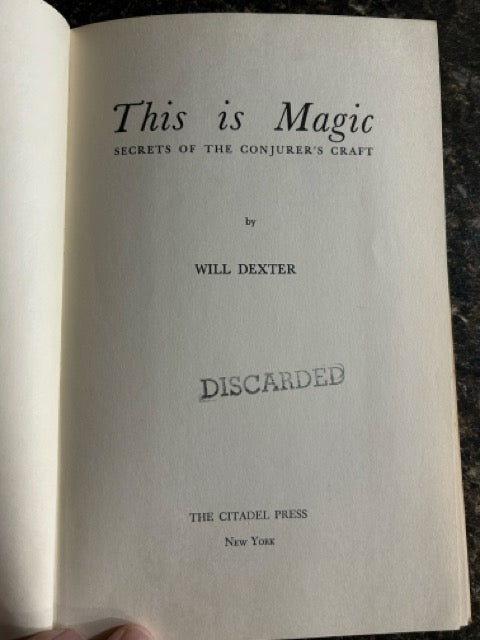 This is Magic
SECRETS OF THE CONJURER'S CRAFT
by
WILL DEXTER
DISCARDED
THE CITADEL PRESS
New York